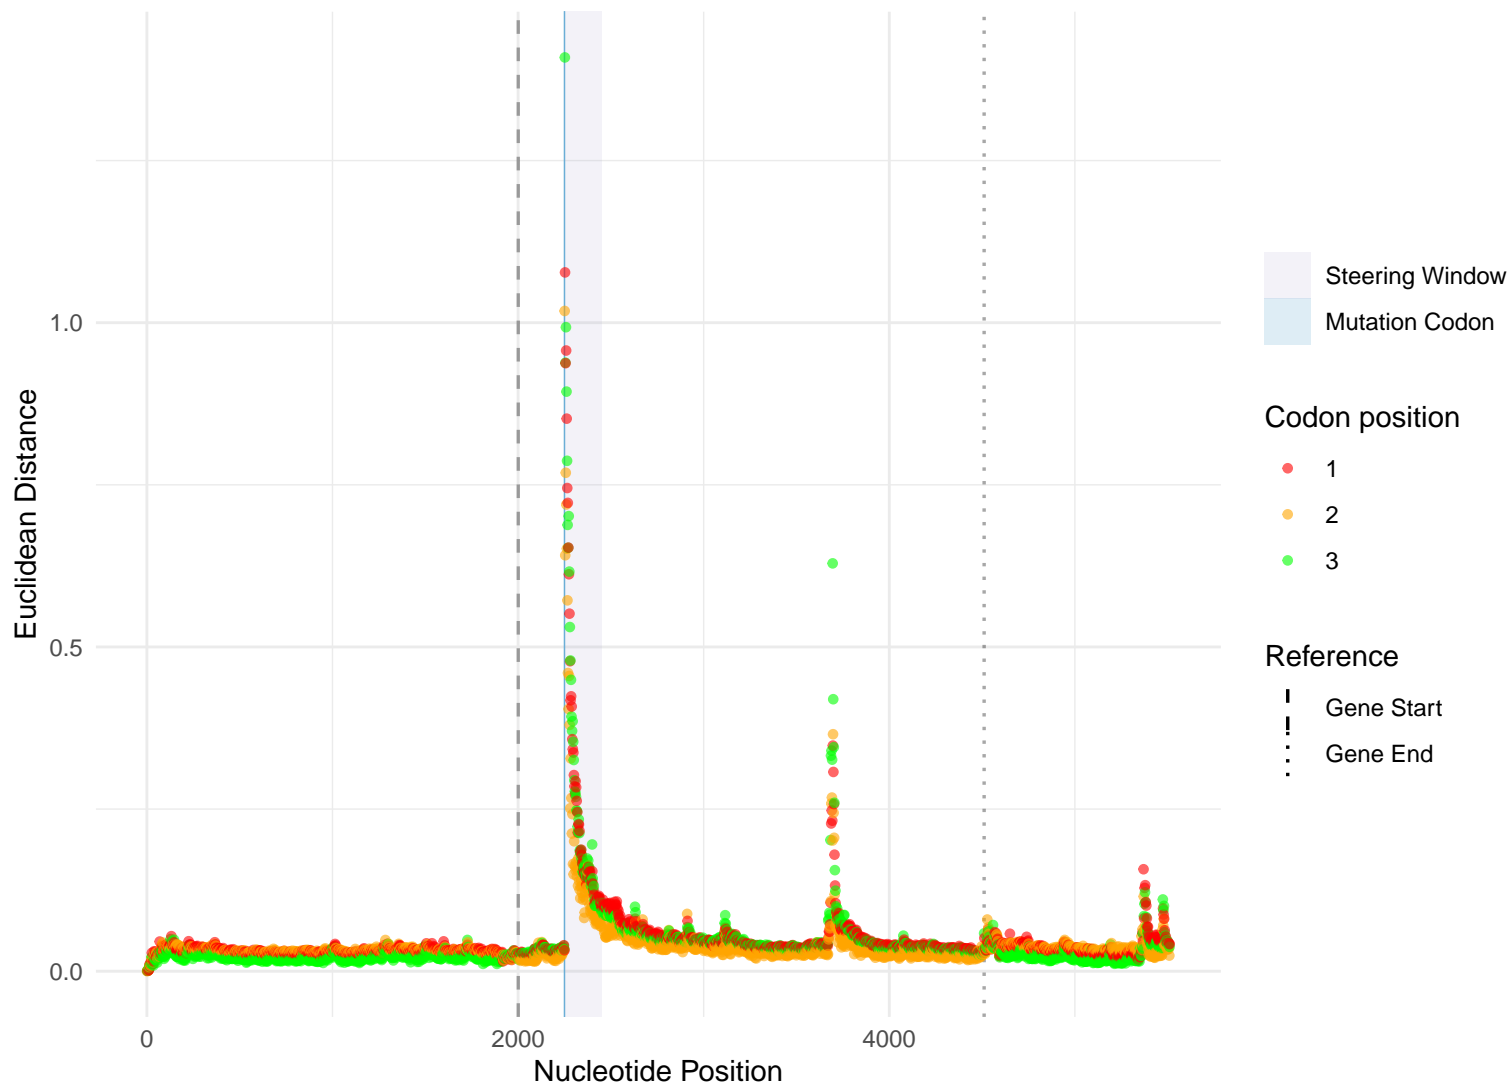 1.0
0.5
0.0
Euclidean Distance
0
2000
4000
Nucleotide Position
Steering Window
Mutation Codon
Codon position
1
2
3
Reference
Gene Start
Gene End